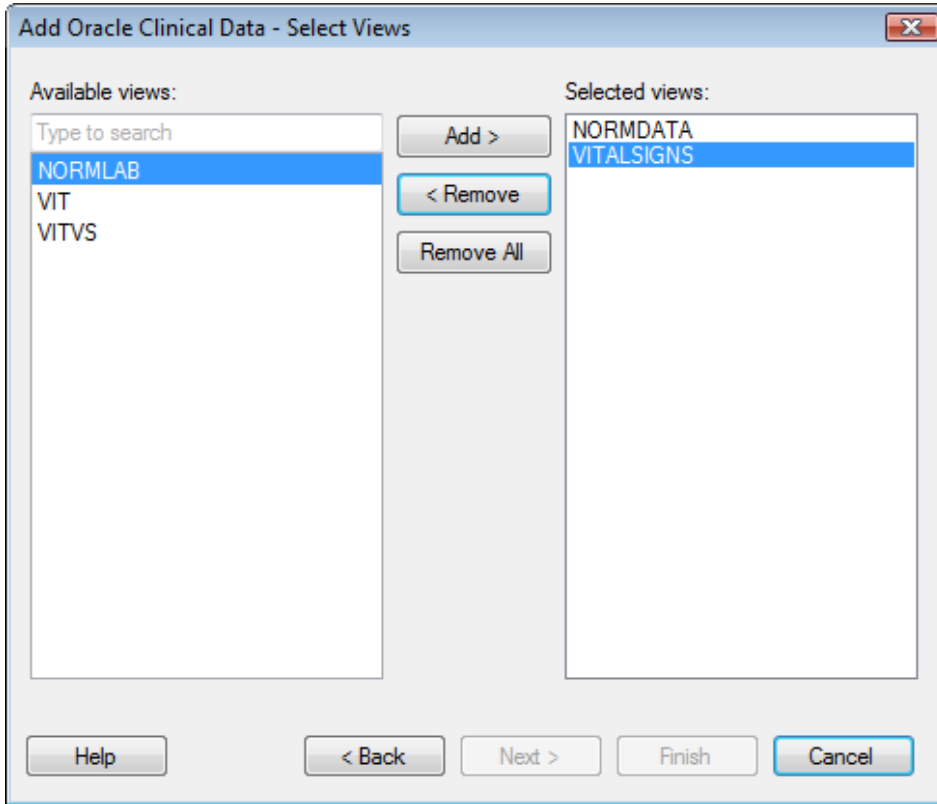 Add Oracle Clinical Data - Select Views
Available views:
Type to search
NORMLAB
VIT
VITVS
Add >
< Remove
Remove All
Selected views:
NORMDATA
VITALSIGNS
Help
< Back
Next >
Finish
Cancel